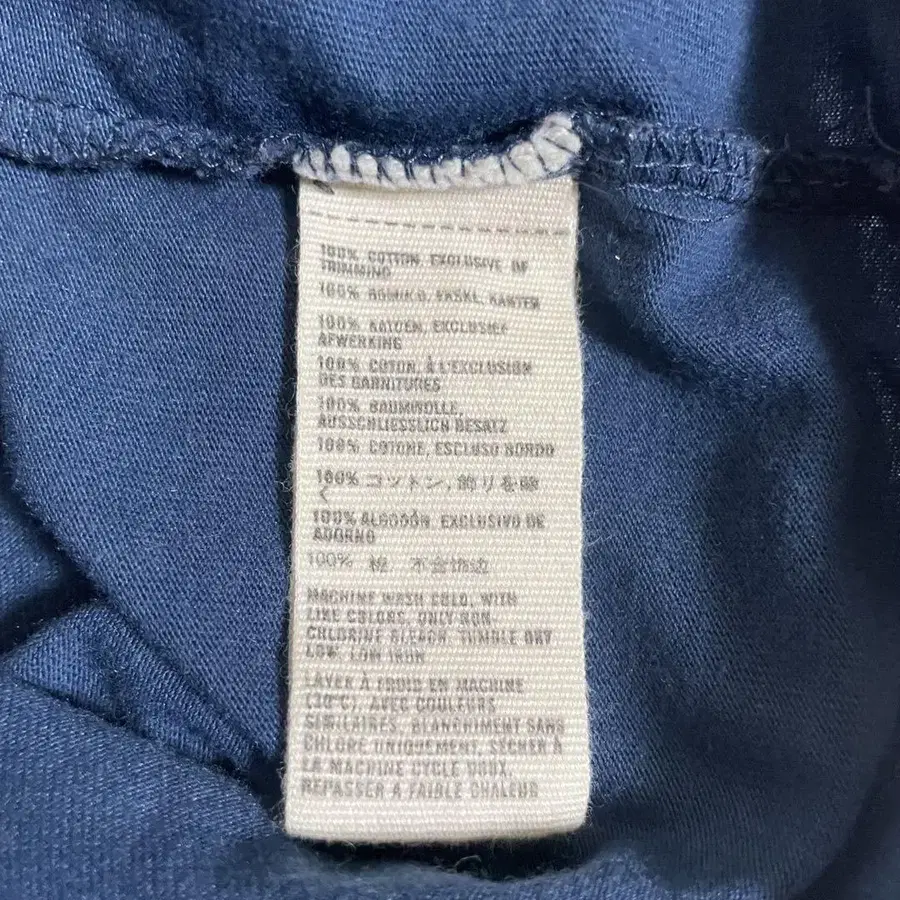 100% COTTON EXCLUSIVE OF
TRIMMING
100% BOMULD, EKSKL. KANTER
100% KATOEN, EXCLUSIEF
AFWERKING
100% COTON, À L'EXCLUSION
DES GARNITURES
100% BAUMWOLLE,
AUSSCHLIESSLICH BESATZ
100% COTONE, ESCLUSO BORDO
100% コットン, 飾りを除
く
100% ALGODÓN, EXCLUSIVO DE
ADORNO
100% 棉 不含饰边
MACHINE WASH COLD, WITH
LIKE COLORS, ONLY NON-
CHLORINE BLEACH, TUMBLE DRY
LOW, LOW IRON
LAVER À FROID EN MACHINE
(30°C), AVEC COULEURS
SIMILAIRES, BLANCHIMENT SANS
CHLORE UNIQUEMENT, SÉCHER À
LA MACHINE CYCLE DOUX,
REPASSER À FAIBLE CHALEUR